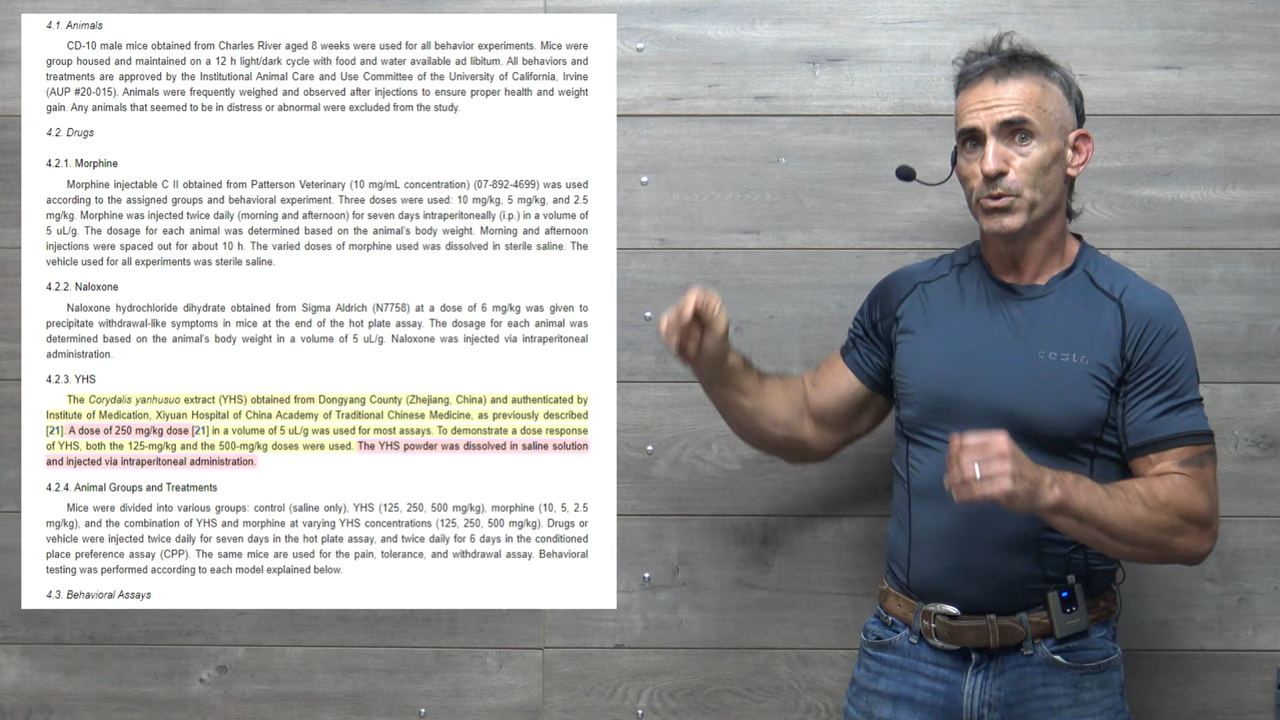 4.1. Animals
CD-10 male mice obtained from Charles River aged 8 weeks were used for all behavior experiments. Mice were
group housed and maintained on a 12 h light/dark cycle with food and water available ad libitum. All behaviors and
treatments are approved by the Institutional Animal Care and Use Committee of the University of California, Irvine
(AUP #20-015). Animals were frequently weighed and observed after injections to ensure proper health and weight
gain. Any animals that seemed to be in distress or abnormal were excluded from the study.
4.2. Drugs
4.2.1. Morphine
Morphine injectable C II obtained from Patterson Veterinary (10 mg/mL concentration) (07-892-4699) was used
according to the assigned groups and behavioral experiment. Three doses were used: 10 mg/kg, 5 mg/kg, and 2.5
mg/kg. Morphine was injected twice daily (morning and afternoon) for seven days intraperitoneally (i.p.) in a volume of
5 uL/g. The dosage for each animal was determined based on the animal's body weight. Morning and afternoon
injections were spaced out for about 10 h. The varied doses of morphine used was dissolved in sterile saline. The
vehicle used for all experiments was sterile saline.
4.2.2. Naloxone
Naloxone hydrochloride dihydrate obtained from Sigma Aldrich (N7758) at a dose of 6 mg/kg was given to
precipitate withdrawal-like symptoms in mice at the end of the hot plate assay. The dosage for each animal was
determined based on the animal's body weight in a volume of 5 uL/g. Naloxone was injected via intraperitoneal
administration.
4.2.3. YHS
The Corydalis yanhusuo extract (YHS) obtained from Dongyang County (Zhejiang, China) and authenticated by
Institute of Medication, Xiyuan Hospital of China Academy of Traditional Chinese Medicine, as previously described
[21]. A dose of 250 mg/kg dose [21] in a volume of 5 uL/g was used for most assays. To demonstrate a dose response
of YHS, both the 125-mg/kg and the 500-mg/kg doses were used. The YHS powder was dissolved in saline solution
and injected via intraperitoneal administration.
4.2.4. Animal Groups and Treatments
Mice were divided into various groups: control (saline only), YHS (125, 250, 500 mg/kg), morphine (10, 5, 2.5
mg/kg), and the combination of YHS and morphine at varying YHS concentrations (125, 250, 500 mg/kg). Drugs or
vehicle were injected twice daily for seven days in the hot plate assay, and twice daily for 6 days in the conditioned
place preference assay (CPP). The same mice are used for the pain, tolerance, and withdrawal assay. Behavioral
testing was performed according to each model explained below.
4.3. Behavioral Assays